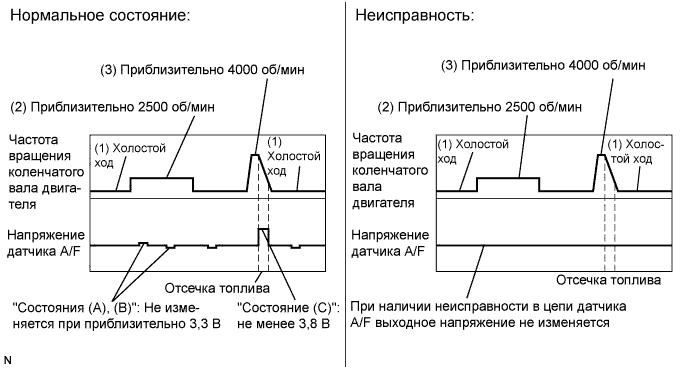 Нормальное состояние:
(3) Приблизительно 4000 об/мин
(2) Приблизительно 2500 об/мин
Частота
вращения
коленчатого
вала двига-
теля
(1) Холостой
ход
(1)
Холостой
ход
Напряжение
датчика A/F
Отсечка топлива
"Состояния (A), (B)": Не изме-
няется при приблизительно 3,3 В
"Состояние (C)":
не менее 3,8 В
Неисправность:
(3) Приблизительно 4000 об/мин
(2) Приблизительно 2500 об/мин
Частота
вращения
коленчатого
вала
двигателя
(1) Холостой
ход
(1) Холос-
той ход
Напряжение
датчика A/F
Отсечка топлива
При наличии неисправности в цепи датчика
A/F выходное напряжение не изменяется
N